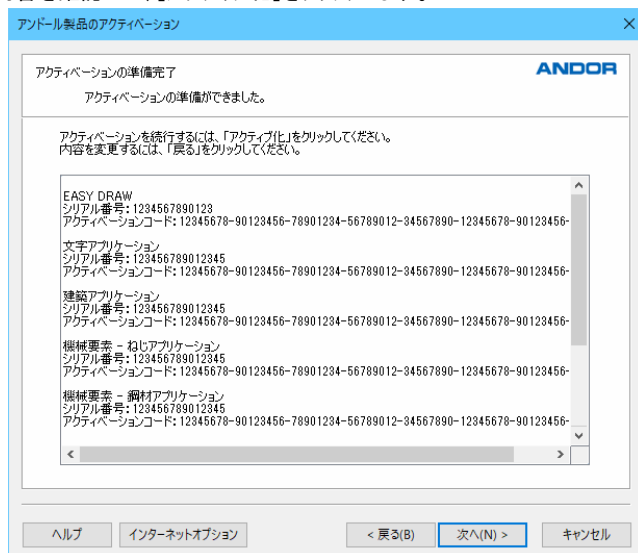 アンドール製品のアクティベーション
アクティベーションの準備完了
ANDOR
アクティベーションの準備ができました。
アクティベーションを続行するには、「アクティブ化」をクリックしてください。
内容を変更するには、「戻る」をクリックしてください。
EASY DRAW
シリアル番号：1234567890123
アクティベーションコード：12345678-90123456-78901234-56789012-34567890-12345678-90123456-
文字アプリケーション
シリアル番号：123456789012345
アクティベーションコード：12345678-90123456-78901234-56789012-34567890-12345678-90123456-
建築アプリケーション
シリアル番号：123456789012345
アクティベーションコード：12345678-90123456-78901234-56789012-34567890-12345678-90123456-
機械要素 - ねじアプリケーション
シリアル番号：123456789012345
アクティベーションコード：12345678-90123456-78901234-56789012-34567890-12345678-90123456-
機械要素 - 鋼材アプリケーション
シリアル番号：123456789012345
アクティベーションコード：12345678-90123456-78901234-56789012-34567890-12345678-90123456-
ヘルプ インターネットオプション < 戻る(B) 次へ(N) > キャンセル